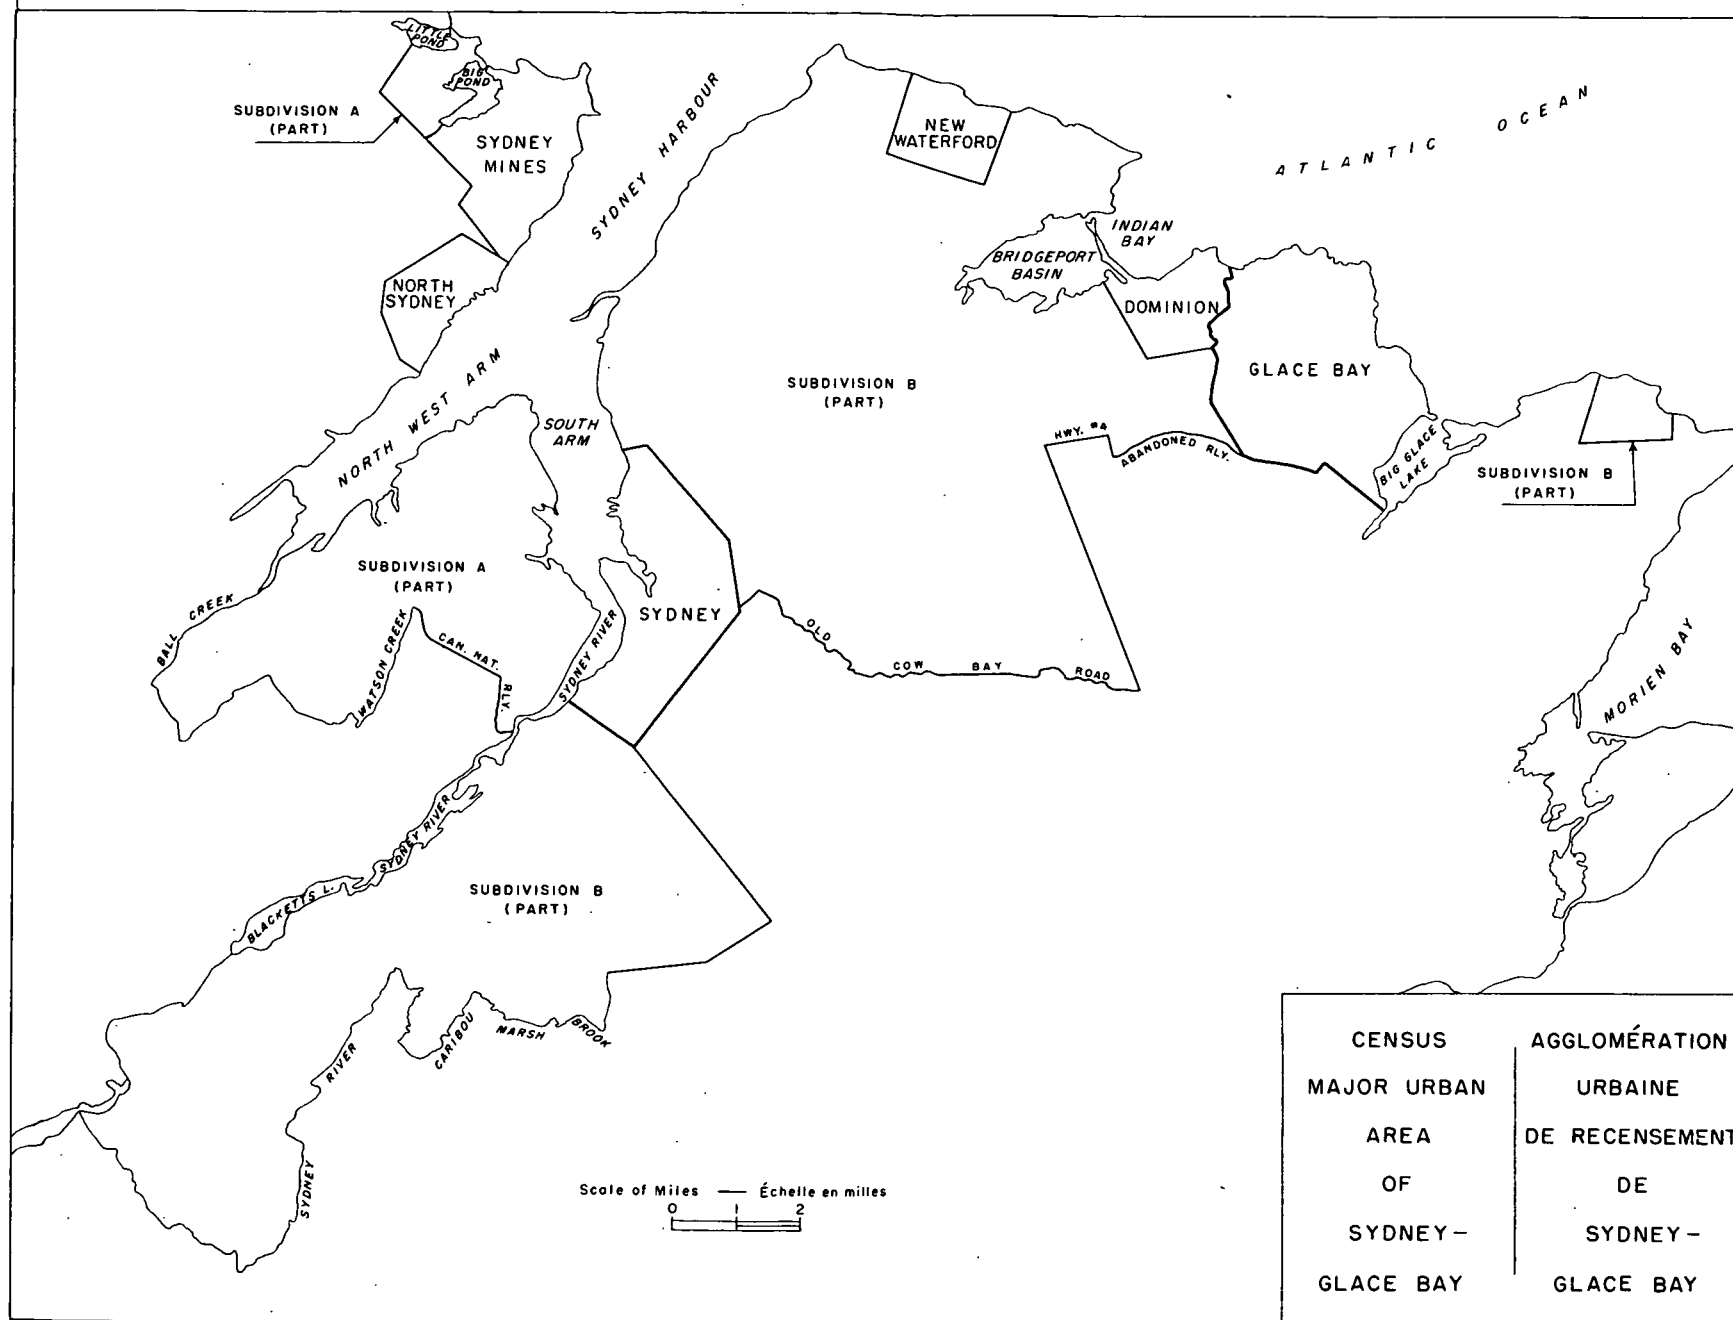 LITTLE
POND
BIG
POND
SUBDIVISION A
(PART)
SYDNEY
MINES
SYDNEY HARBOUR
NEW
WATERFORD
ATLANTIC OCEAN
INDIAN
BAY
BRIDGEPORT
BASIN
NORTH
SYDNEY
DOMINION
GLACE BAY
NORTH WEST ARM
SUBDIVISION B
(PART)
SOUTH
ARM
HWY. #4
ABANDONED RLY.
BIG GLACE
LAKE
SUBDIVISION B
(PART)
SUBDIVISION A
(PART)
BALL CREEK
WATSON CREEK
CAN. NAT.
RLY.
SYDNEY RIVER
SYDNEY
OLD COW BAY ROAD
MORIEN BAY
SYDNEY RIVER
BLACKETTS L.
SUBDIVISION B
(PART)
SYDNEY RIVER
CARIBOU MARSH BROOK
Scale of Miles — Échelle en milles
0 1 2
CENSUS
MAJOR URBAN
AREA
OF
SYDNEY-
GLACE BAY
AGGLOMÉRATION
URBAINE
DE RECENSEMENT
DE
SYDNEY-
GLACE BAY